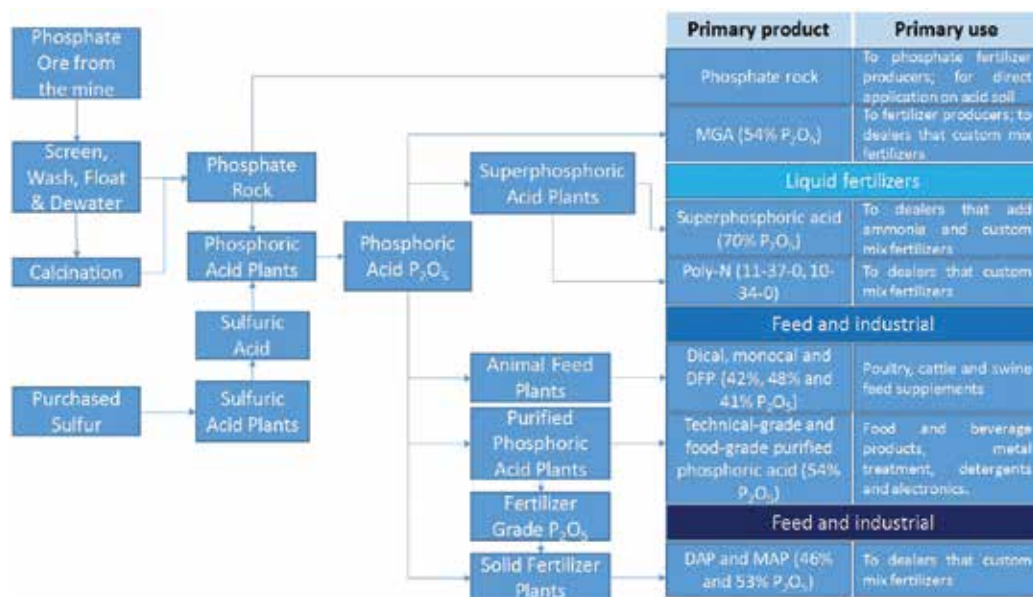 Phosphate
Ore from
the mine
Screen,
Wash, Float
& Dewater
Calcination
Purchased
Sulfur
Phosphate
Rock
Phosphoric
Acid Plants
Sulfuric
Acid
Sulfuric
Acid Plants
Phosphoric
Acid P₂O₅
Superphosphoric
Acid Plants
Animal Feed
Plants
Purified
Phosphoric
Acid Plants
Fertilizer
Grade P₂O₅
Solid Fertilizer
Plants
Primary product
Primary use
Phosphate rock
To phosphate fertilizer
producers; for direct
application on acid soil
MGA (54% P₂O₅)
To fertilizer producers; to
dealers that custom mix
fertilizers
Liquid fertilizers
Superphosphoric acid
(70% P₂O₅)
To dealers that add
ammonia and custom
mix fertilizers
Poly-N (11-37-0, 10-
34-0)
To dealers that custom
mix fertilizers
Feed and industrial
Dical, monocal and
DFP (42%, 48% and
41% P₂O₅)
Poultry, cattle and swine
feed supplements
Technical-grade and
food-grade purified
phosphoric acid (54%
P₂O₅)
Food and beverage
products, metal
treatment, detergents
and electronics.
Feed and industrial
DAP and MAP (46%
and 53% P₂O₅)
To dealers that custom
mix fertilizers